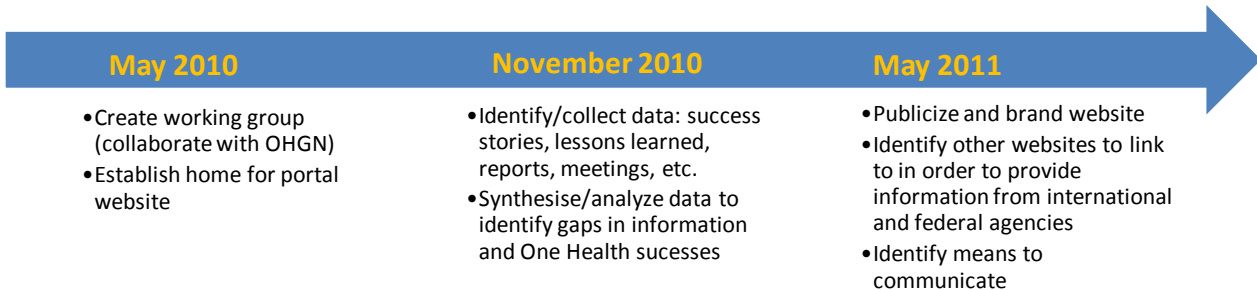 May 2010
•Create working group
(collaborate with OHGN)
•Establish home for portal
website
November 2010
•Identify/collect data: success
stories, lessons learned,
reports, meetings, etc.
•Synthesise/analyze data to
identify gaps in information
and One Health sucesses
May 2011
•Publicize and brand website
•Identify other websites to link
to in order to provide
information from international
and federal agencies
•Identify means to
communicate